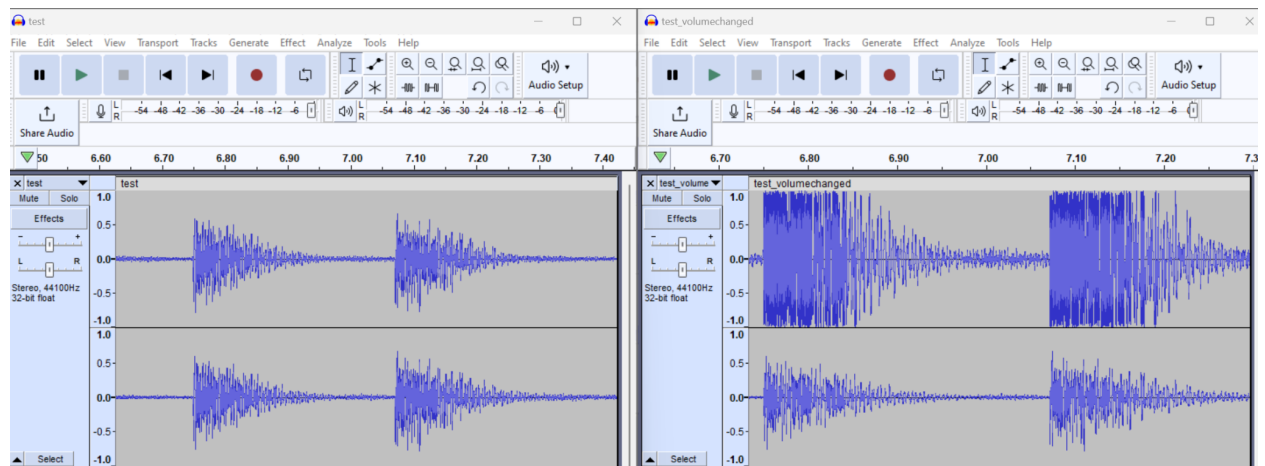 test
File Edit Select View Transport Tracks Generate Effect Analyze Tools Help
Audio Setup
Share Audio
L
R
-54 -48 -42 -36 -30 -24 -18 -12 -6
L
R
-54 -48 -42 -36 -30 -24 -18 -12 -6
50 6.60 6.70 6.80 6.90 7.00 7.10 7.20 7.30 7.40
test
Mute Solo
Effects
- +
L R
Stereo, 44100Hz
32-bit float
Select
1.0
0.5
0.0
-0.5
-1.0
1.0
0.5
0.0
-0.5
-1.0
test
test_volumechanged
File Edit Select View Transport Tracks Generate Effect Analyze Tools Help
Audio Setup
Share Audio
L
R
-54 -48 -42 -36 -30 -24 -18 -12 -6
L
R
-54 -48 -42 -36 -30 -24 -18 -12 -6
6.70 6.80 6.90 7.00 7.10 7.20 7.3
test_volume
Mute Solo
Effects
- +
L R
Stereo, 44100Hz
32-bit float
Select
1.0
0.5
0.0
-0.5
-1.0
1.0
0.5
0.0
-0.5
-1.0
test_volumechanged